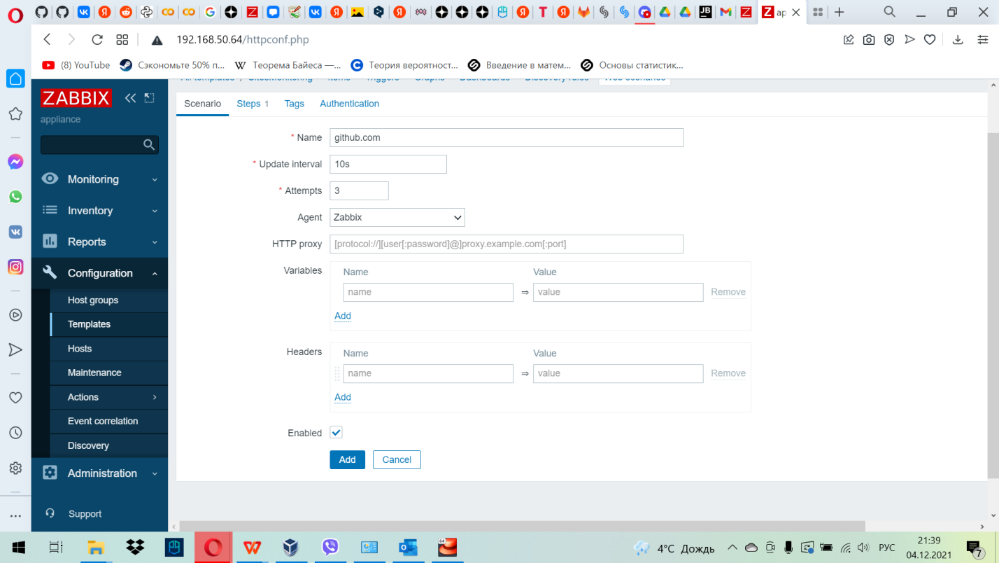 ap
192.168.50.64/httpconf.php
(8) YouTube
Сэкономьте 50% п...
W Теорема Байеса —...
Теория вероятност...
Введение в матем...
Основы статистик...
ZABBIX
appliance
Monitoring
Inventory
Reports
Configuration
Host groups
Templates
Hosts
Maintenance
Actions
Event correlation
Discovery
Administration
Support
Scenario Steps 1 Tags Authentication
* Name github.com
* Update interval 10s
* Attempts 3
Agent Zabbix
HTTP proxy [protocol://][user[:password]@]proxy.example.com[:port]
Variables Name Value
name ⇒ value Remove
Add
Headers Name Value
name ⇒ value Remove
Add
Enabled
Add Cancel
4°C Дождь
РУС
21:39
04.12.2021
7